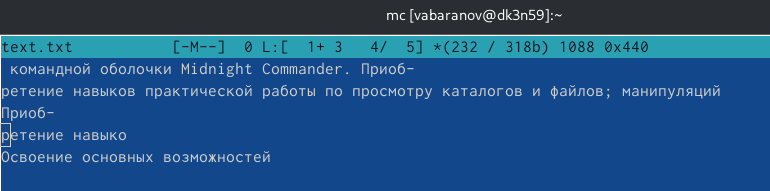 mc [vabaranov@dk3n59]:~
text.txt [-M--] 0 L:[ 1+ 3 4/ 5] *(232 / 318b) 1088 0x440
командной оболочки Midnight Commander. Приоб-
ретение навыков практической работы по просмотру каталогов и файлов; манипуляций
Приоб-
ретение навыко
Освоение основных возможностей